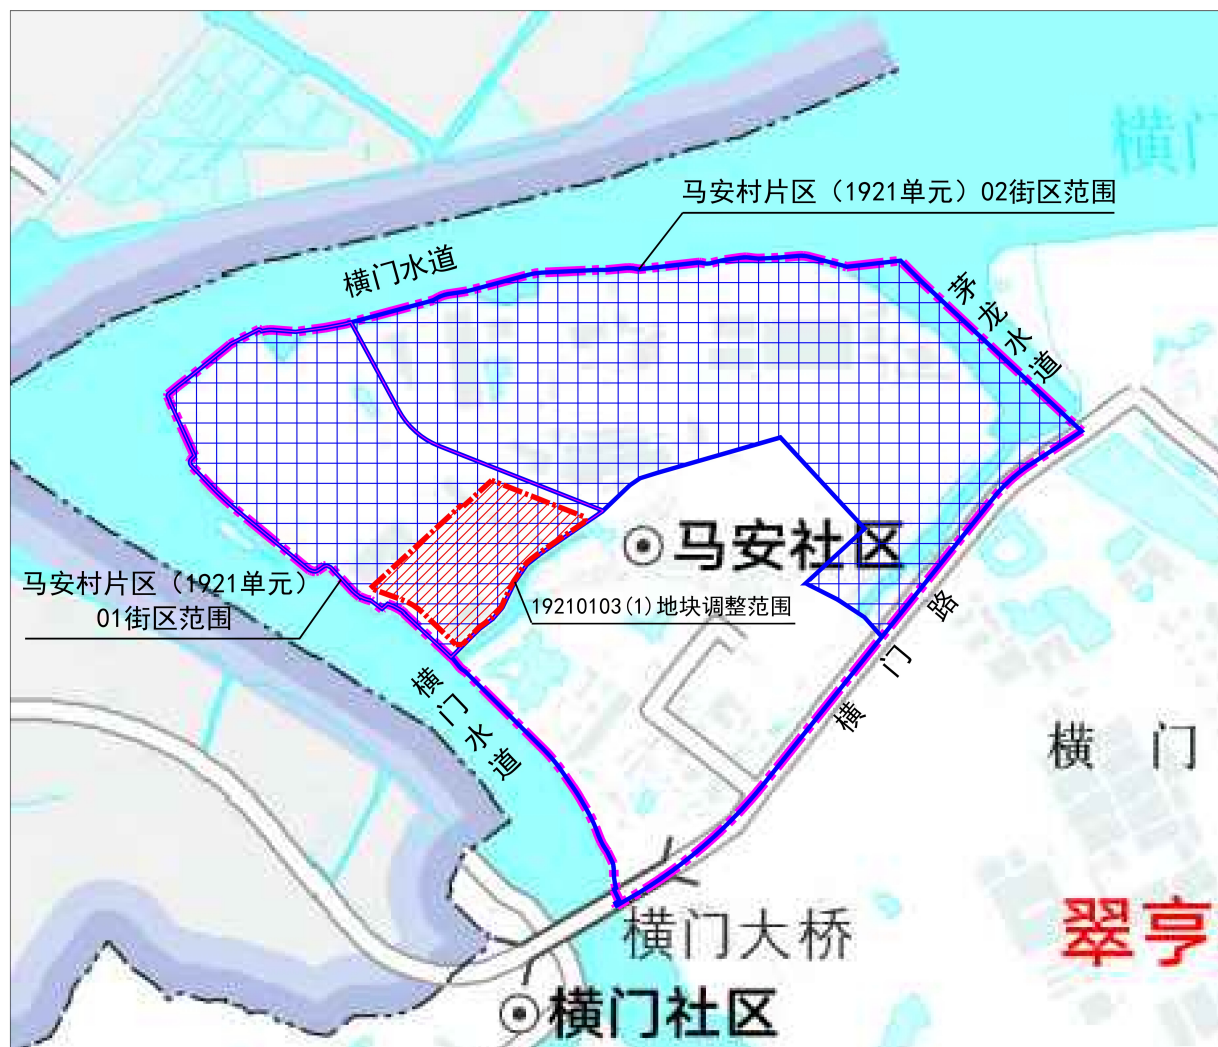 横门
马安村片区（1921单元）02街区范围
横门水道
茅龙水道
马安社区
马安村片区（1921单元）
01街区范围
19210103(1)地块调整范围
横门路
横门水道
横门
翠亨
横门大桥
横门社区